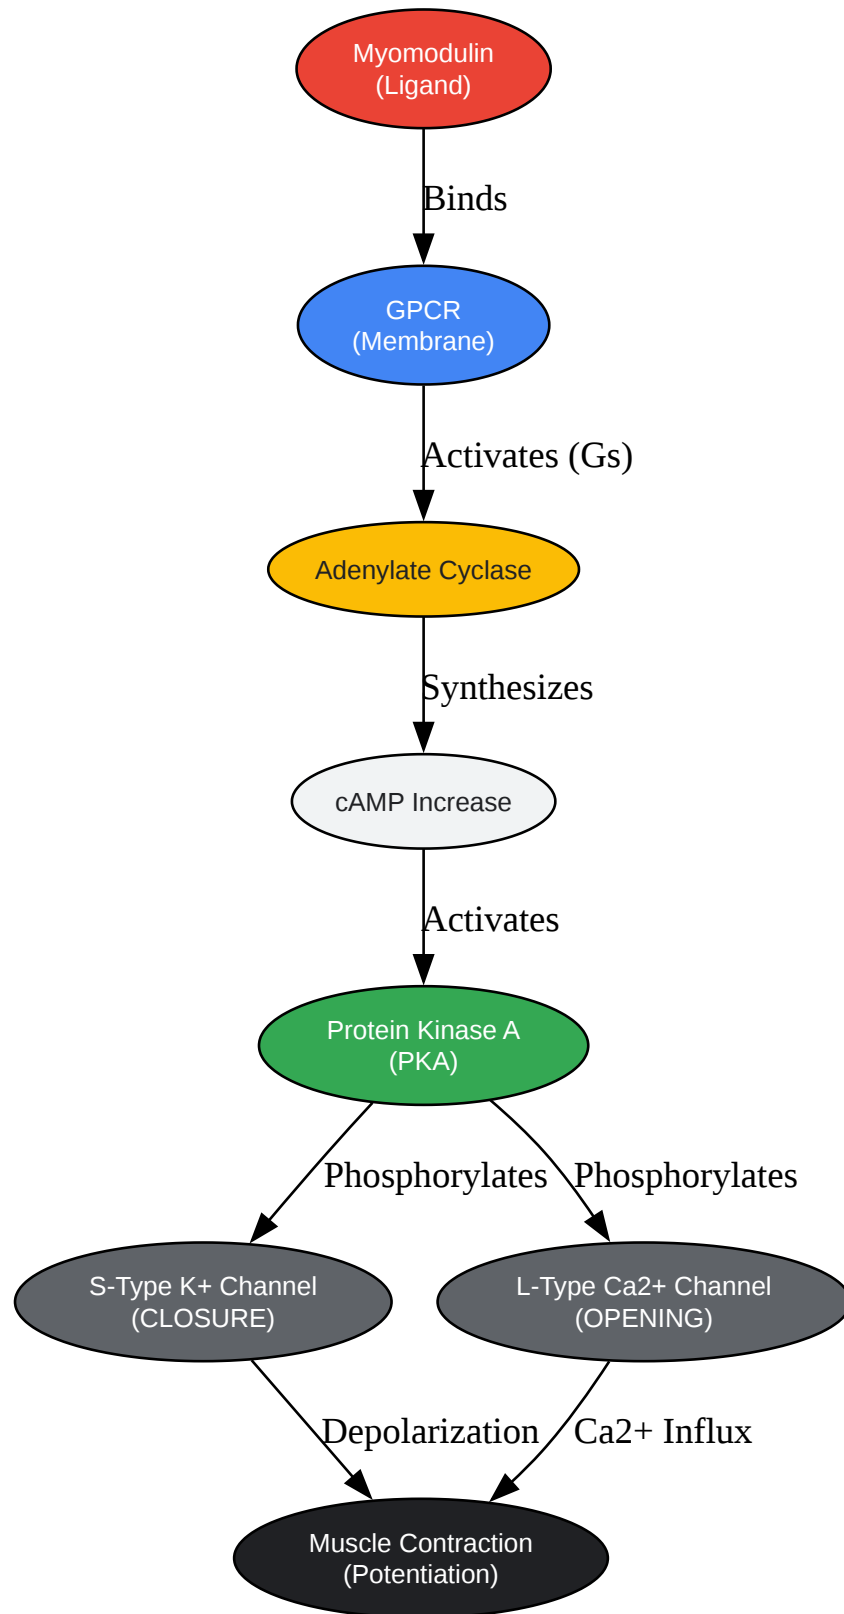 Myomodulin
(Ligand)
Binds
GPCR
(Membrane)
Activates (Gs)
Adenylate Cyclase
Synthesizes
cAMP Increase
Activates
Protein Kinase A
(PKA)
Phosphorylates
Phosphorylates
S-Type K+ Channel
(CLOSURE)
L-Type Ca2+ Channel
(OPENING)
Depolarization
Ca2+ Influx
Muscle Contraction
(Potentiation)